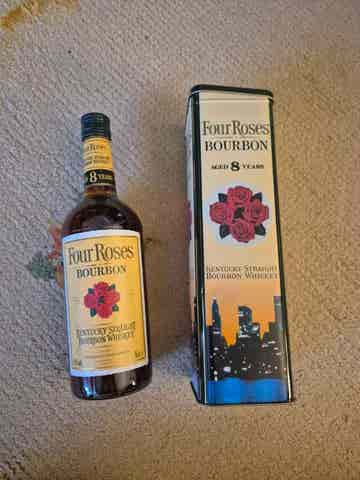 Four Roses
8 YEARS
Four Roses
BOURBON
KENTUCKY STRAIGHT
BOURBON WHISKEY
Four Roses
BOURBON
AGED 8 YEARS
KENTUCKY STRAIGHT
BOURBON WHISKEY